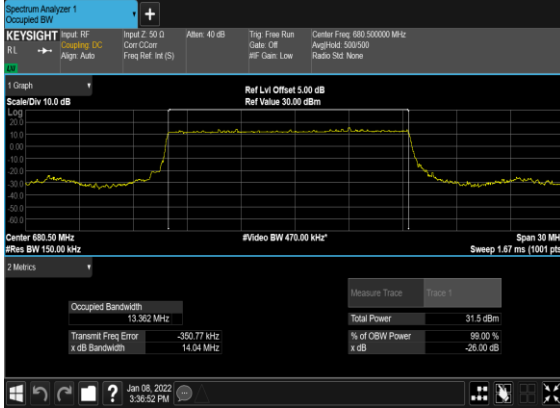 Spectrum Analyzer 1
Occupied BW
+
KEYSIGHT Input: RF Input Z: 50 Ω Atten: 40 dB Trig: Free Run Center Freq: 680.500000 MHz
RL Coupling: DC Corr CCorr Gate: Off Avg|Hold: 500/500
Align: Auto Freq Ref: Int (S) #IF Gain: Low Radio Std: None
LXI
1 Graph
Ref Lvl Offset 5.00 dB
Scale/Div 10.0 dB Ref Value 30.00 dBm
Log
20.0
10.0
0.00
-10.0
-20.0
-30.0
-40.0
-50.0
-60.0
Center 680.50 MHz #Video BW 470.00 kHz* Span 30 MH
#Res BW 150.00 kHz Sweep 1.67 ms (1001 pts
2 Metrics
Measure Trace Trace 1
Occupied Bandwidth
13.362 MHz Total Power 31.5 dBm
Transmit Freq Error -350.77 kHz % of OBW Power 99.00 %
x dB Bandwidth 14.04 MHz x dB -26.00 dB
? Jan 08, 2022
3:36:52 PM